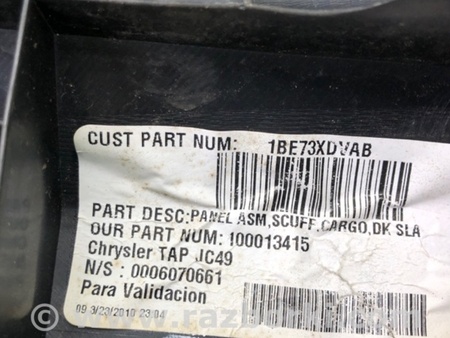 CUST PART NUM: 1BE73XDVAB
PART DESC;PANEL ASM,SCUFF,CARGO,DK SLA
OUR PART NUM: I00013415
Chrysler TAP JC49
N/S : 0006070661
Para Validacion
09 3/23/2010 23:04